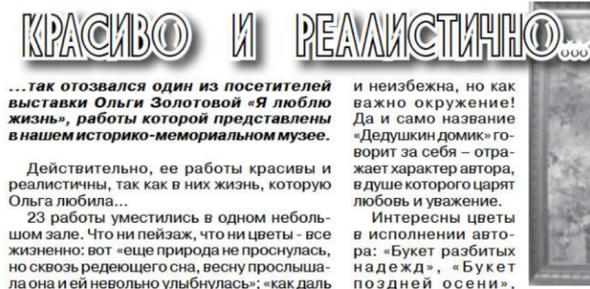 КРАСИВО И РЕАЛИСТИЧНО...
...так отозвался один из посетителей
выставки Ольги Золотовой «Я люблю
жизнь», работы которой представлены
в нашем историко-мемориальном музее.
Действительно, ее работы красивы и
реалистичны, так как в них жизнь, которую
Ольга любила...
23 работы уместились в одном неболь-
шом зале. Что ни пейзаж, что ни цветы - все
жизненно: вот «еще природа не проснулась,
но сквозь редеющего сна, весну прослыша-
ла она и ей невольно улыбнулась»; «как даль
и неизбежна, но как
важно окружение!
Да и само название
«Дедушкин домик» го-
ворит за себя – отра-
жает характер автора,
в душе которого царят
любовь и уважение.
Интересны цветы
в исполнении авто-
ра: «Букет разбитых
надежд», «Букет
поздней осени»,